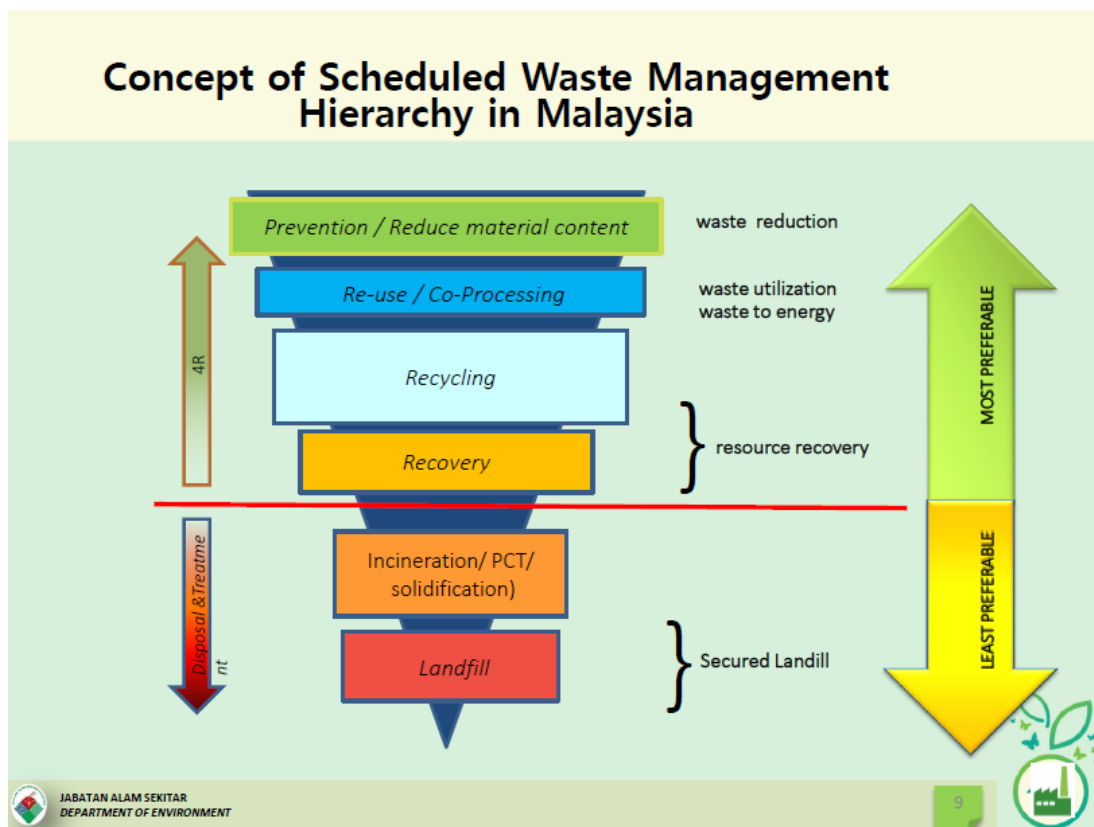 Concept of Scheduled Waste Management
Hierarchy in Malaysia
Prevention / Reduce material content
waste  reduction
Re-use / Co-Processing
waste utilization
waste to energy
Recycling
Recovery
resource recovery
4R
MOST PREFERABLE
Incineration/ PCT/
solidification)
Landfill
Secured Landill
Disposal &Treatme
nt
LEAST PREFERABLE
JABATAN ALAM SEKITAR
DEPARTMENT OF ENVIRONMENT
9